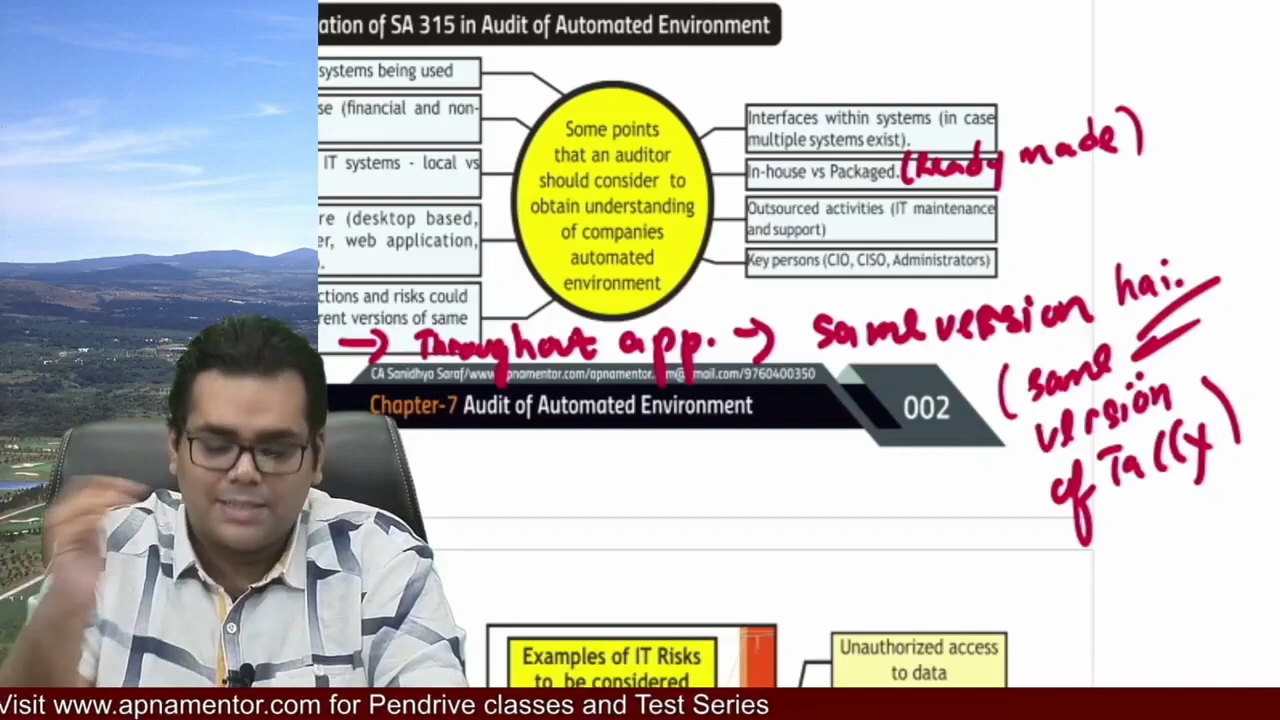 ation of SA 315 in Audit of Automated Environment
systems being used
se (financial and non-
IT systems - local vs
re (desktop based,
er, web application,
ctions and risks could
rent versions of same
Some points
that an auditor
should consider to
obtain understanding
of companies
automated
environment
Interfaces within systems (in case
multiple systems exist).
In-house vs Packaged.
(Ready made)
Outsourced activities (IT maintenance
and support)
Key persons (CIO, CISO, Administrators)
→ Throughout app. → same version hai.
(same
version
of Tally)
CA Sanidhya Saraf/www.apnamentor.com/apnamentor.com@gmail.com/9760400350
Chapter-7 Audit of Automated Environment
002
Examples of IT Risks
to be considered
Unauthorized access
to data
Visit www.apnamentor.com for Pendrive classes and Test Series